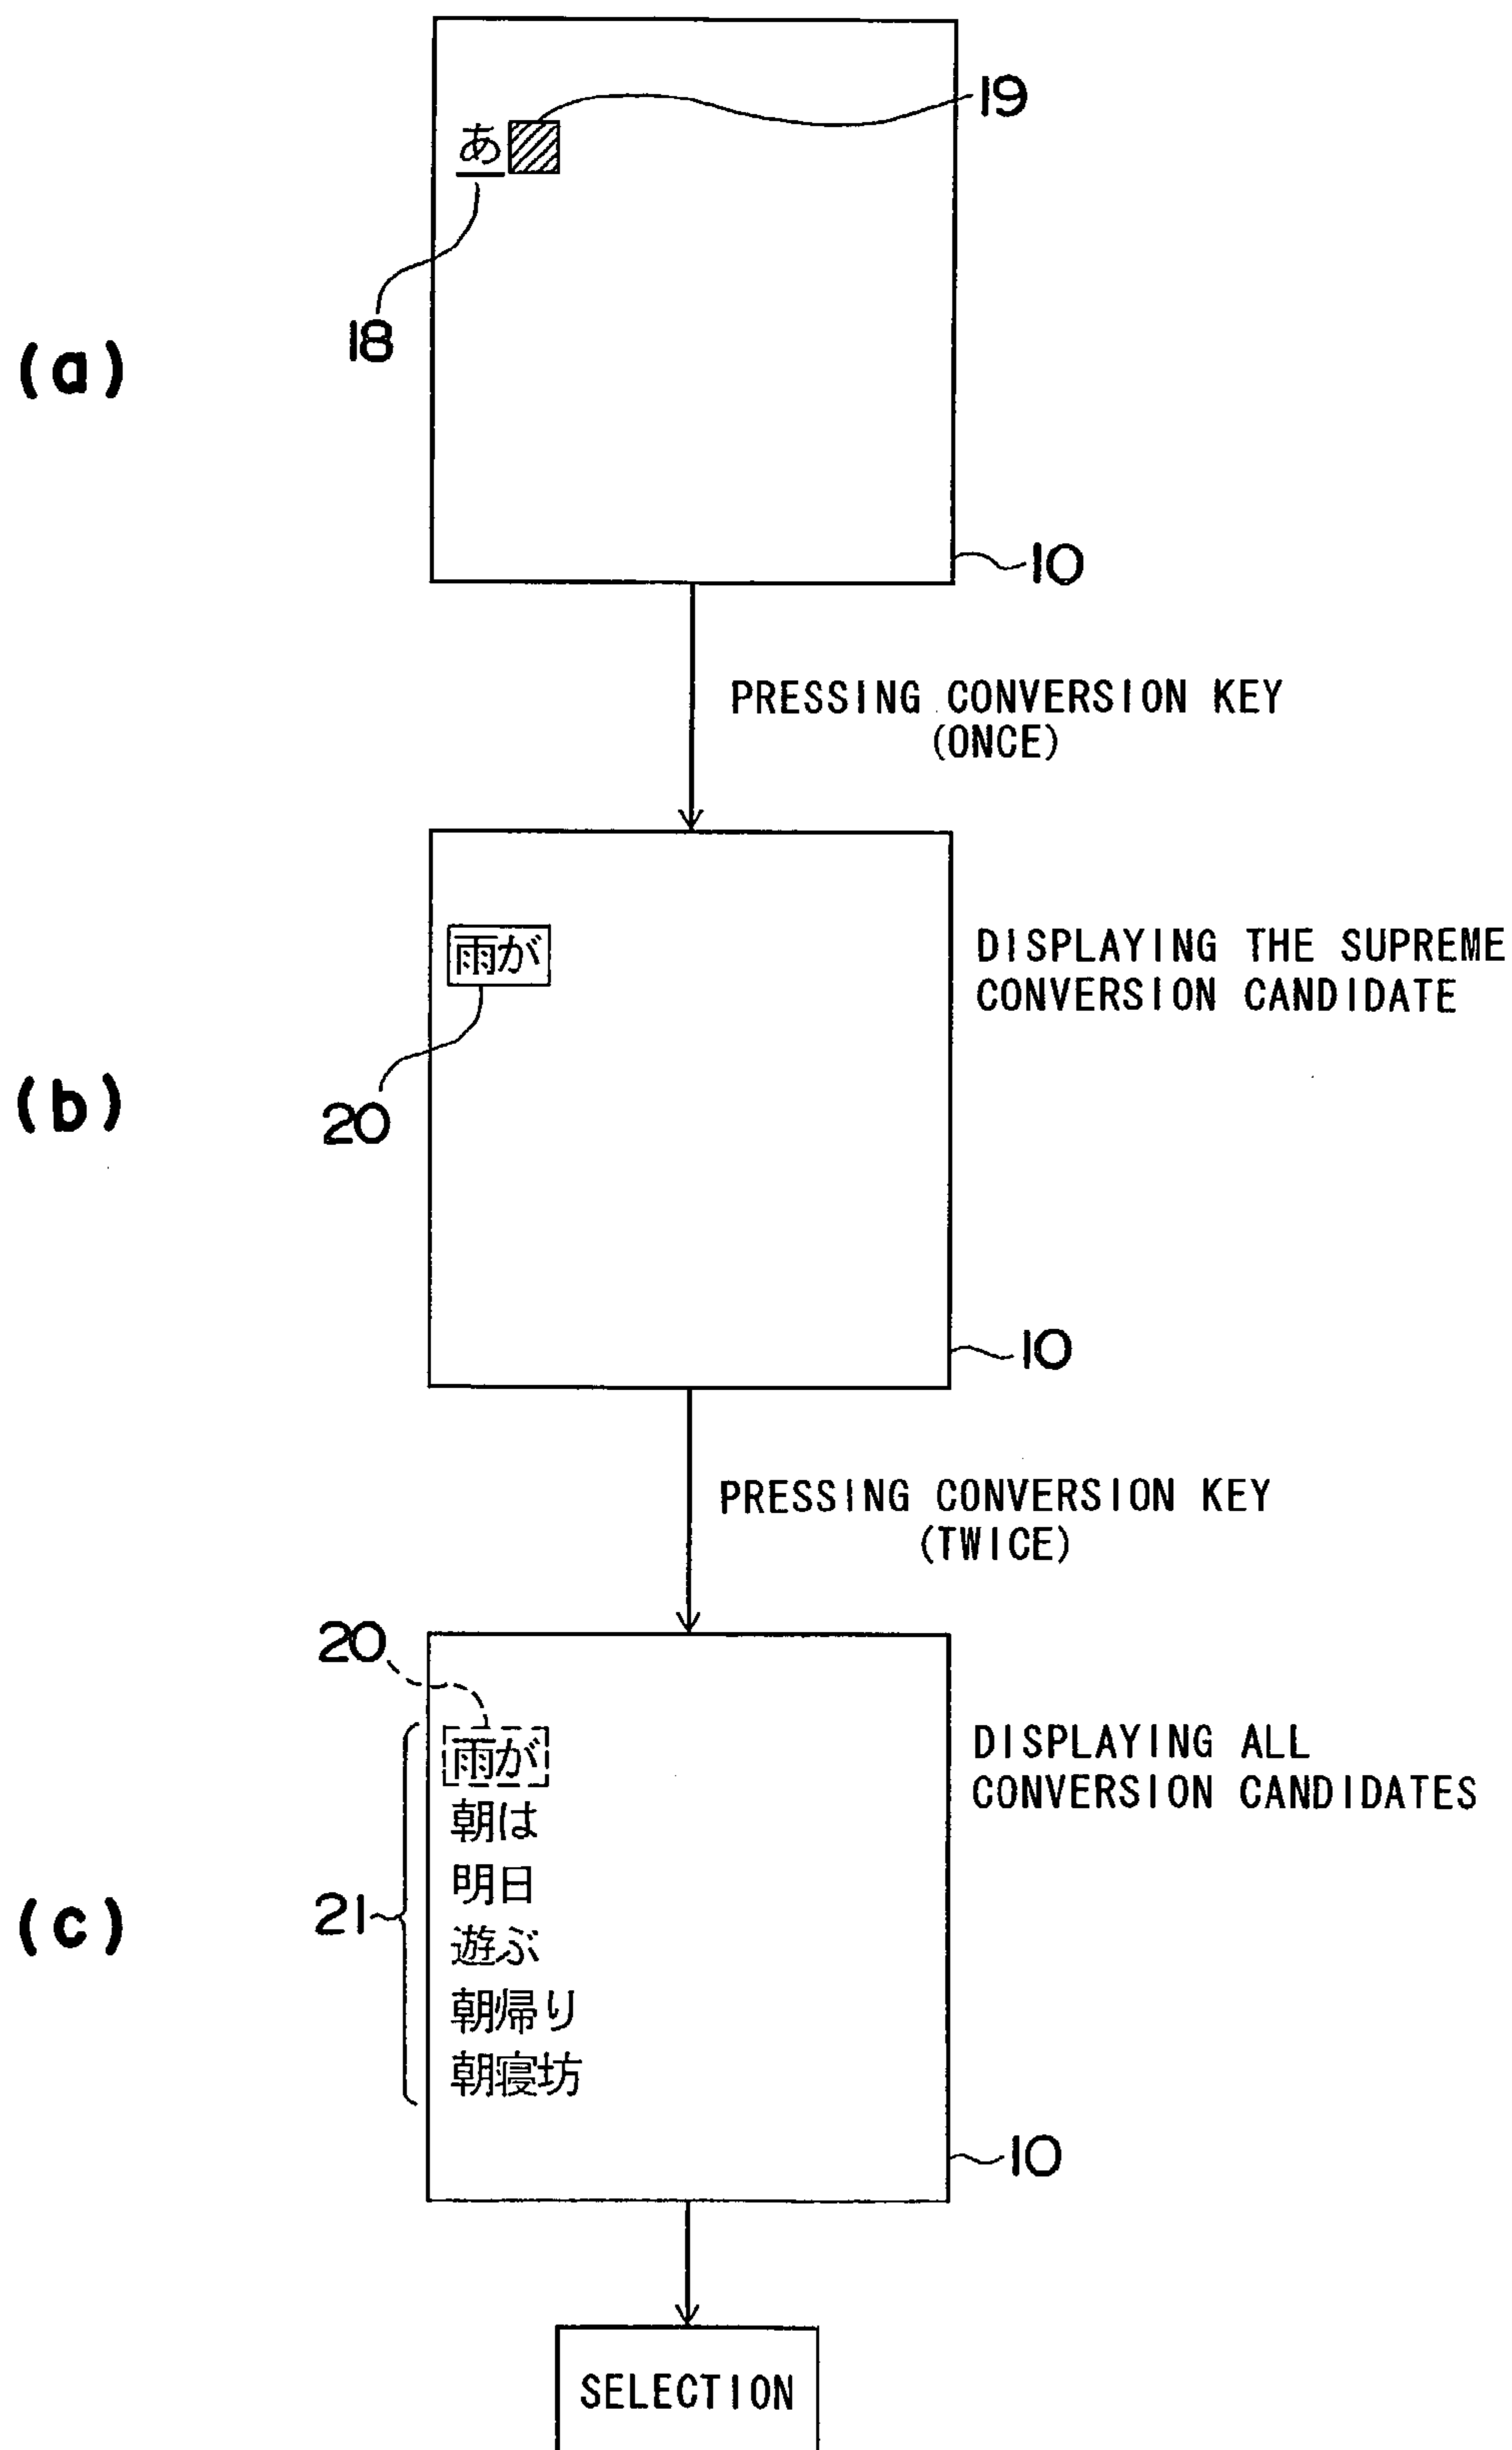 19
あ
18
(a)
10
PRESSING CONVERSION KEY
(ONCE)
雨が
DISPLAYING THE SUPREME
CONVERSION CANDIDATE
(b)
20
10
PRESSING CONVERSION KEY
(TWICE)
20
雨が
DISPLAYING ALL
CONVERSION CANDIDATES
朝は
明日
21
(c)
遊ぶ
朝帰り
朝寝坊
10
SELECTION